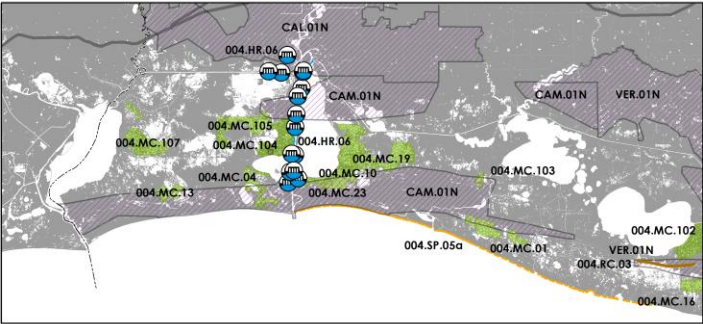 CAL.01N
004.HR.06
CAM.01N
CAM.01N
VER.01N
004.MC.105
004.MC.107
004.MC.104
004.HR.06
004.MC.19
004.MC.04
004.MC.10
004.MC.103
004.MC.13
004.MC.23
CAM.01N
004.MC.102
004.SP.05a
004.MC.01
VER.01N
004.RC.03
004.MC.16